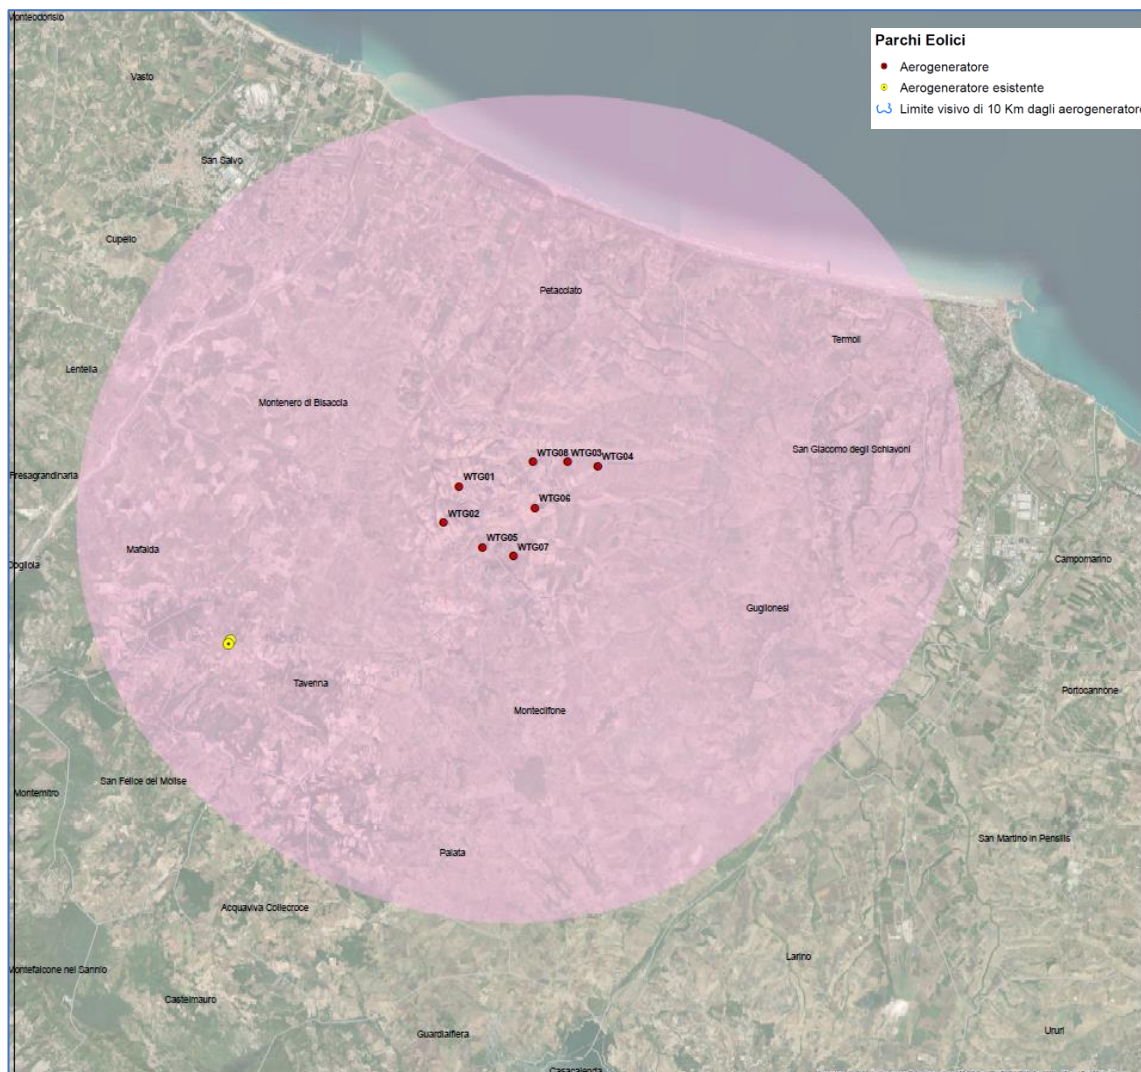 Monteodorisio
Parchi Eolici
Aerogeneratore
Vasto
Aerogeneratore esistente
Limite visivo di 10 Km dagli aerogeneratore
San Salvo
Cupello
Petacciato
Termoli
Lentella
Montenero di Bisaccia
San Giacomo degli Schiavoni
WTG08
WTG03
WTG04
Fresagrandinaria
WTG01
WTG06
WTG02
WTG05
WTG07
Mafalda
Campomarino
Guglionesi
Tavenna
Portocannone
Montecilfone
San Felice del Molise
Montemitro
San Martino in Pensilis
Palata
Acquaviva Collecroce
Larino
Montefalcone nel Sannio
Castelmauro
Ururi
Guardialfiera
Casacalenda